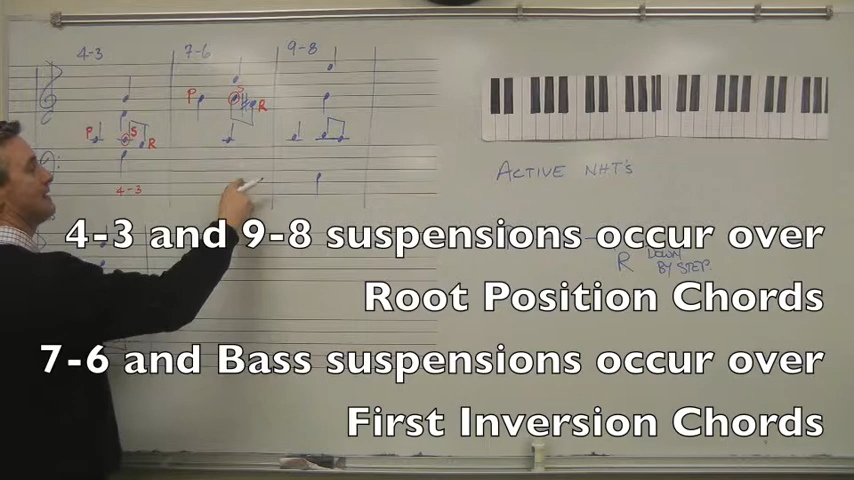 4-3
7-6
9-8
P
S
R
P
S
R
4-3
ACTIVE NHT's
R DOWN
BY STEP.
4-3 and 9-8 suspensions occur over
Root Position Chords
7-6 and Bass suspensions occur over
First Inversion Chords